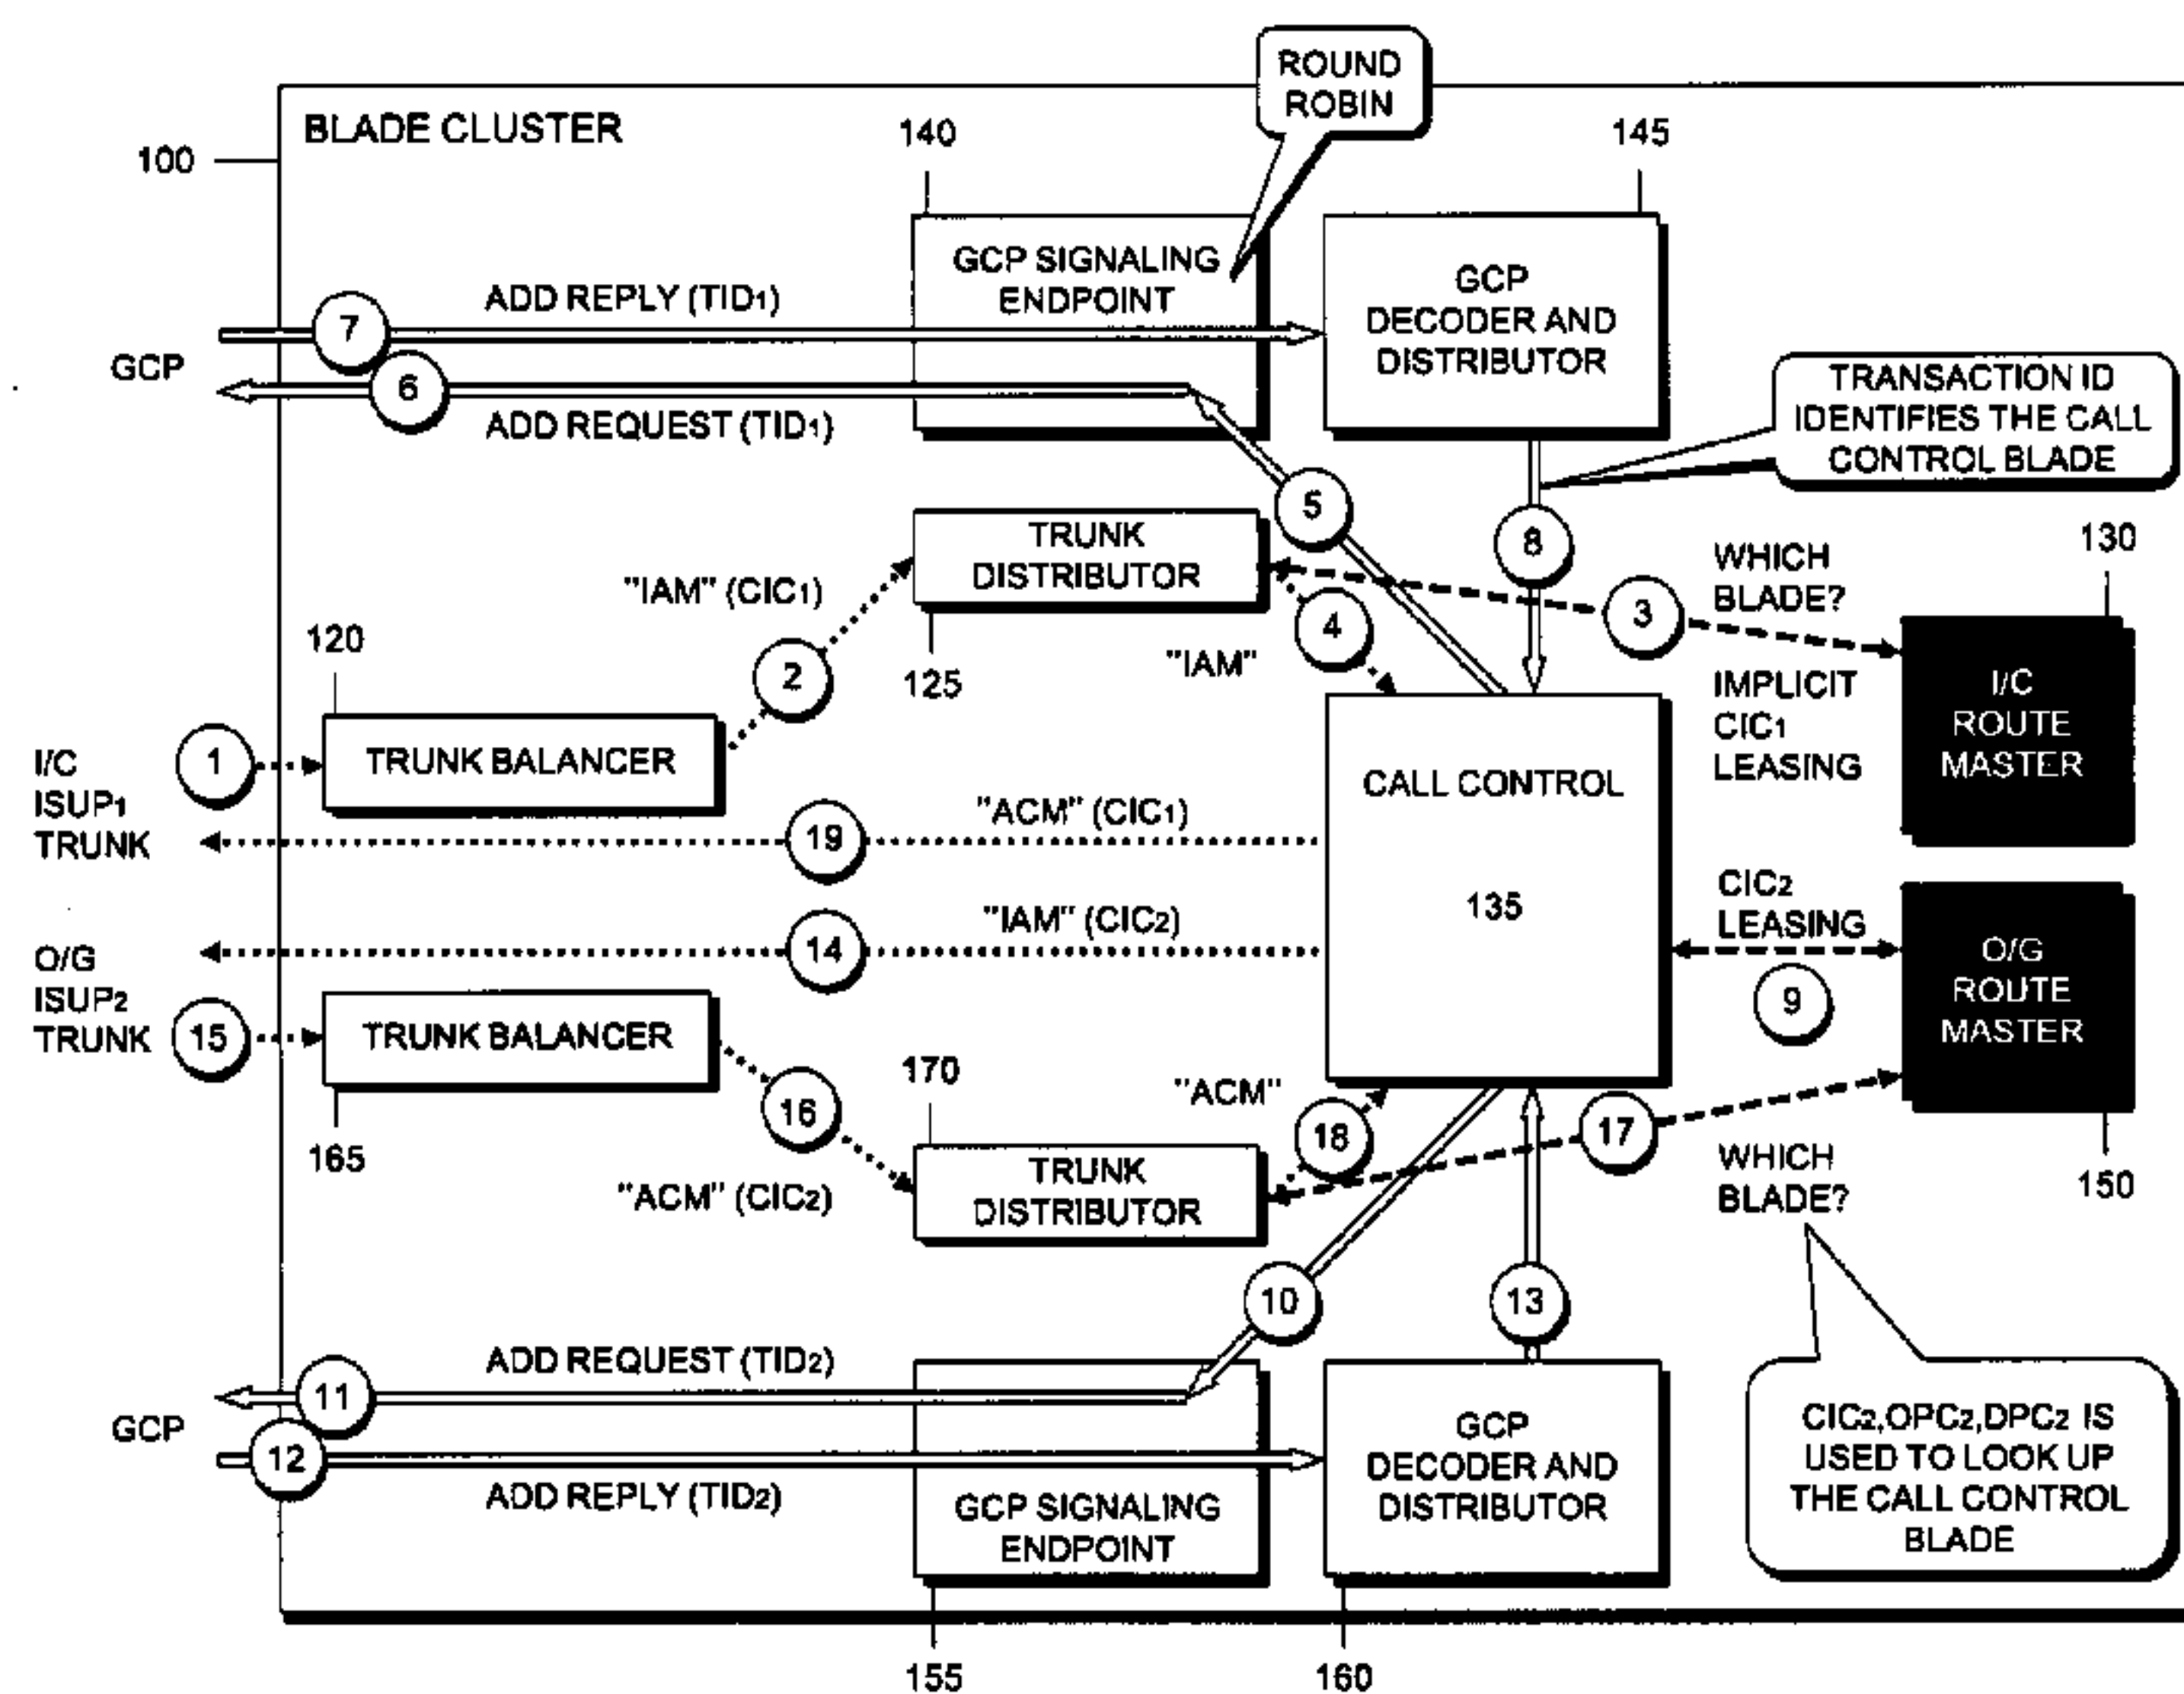 ROUND
ROBIN
BLADE CLUSTER
140
145
100
GCP SIGNALING
ENDPOINT
GCP
DECODER AND
DISTRIBUTOR
ADD REPLY (TID1)
7
GCP
6
ADD REQUEST (TID1)
TRANSACTION ID
IDENTIFIES THE CALL
CONTROL BLADE
5
8
TRUNK
DISTRIBUTOR
130
WHICH
BLADE?
"IAM" (CIC1)
3
4
120
2
"IAM"
125
IMPLICIT
CIC1
LEASING
I/C
ROUTE
MASTER
I/C
ISUP1
TRUNK
1
TRUNK BALANCER
CALL CONTROL
135
"ACM" (CIC1)
19
"IAM" (CIC2)
14
CIC2
LEASING
9
O/G
ROUTE
MASTER
O/G
ISUP2
TRUNK
15
TRUNK BALANCER
165
16
170
"ACM"
18
17
"ACM" (CIC2)
TRUNK
DISTRIBUTOR
WHICH
BLADE?
150
10
13
ADD REQUEST (TID2)
11
GCP
12
ADD REPLY (TID2)
GCP SIGNALING
ENDPOINT
GCP
DECODER AND
DISTRIBUTOR
CIC2,OPC2,DPC2 IS
USED TO LOOK UP
THE CALL CONTROL
BLADE
155
160